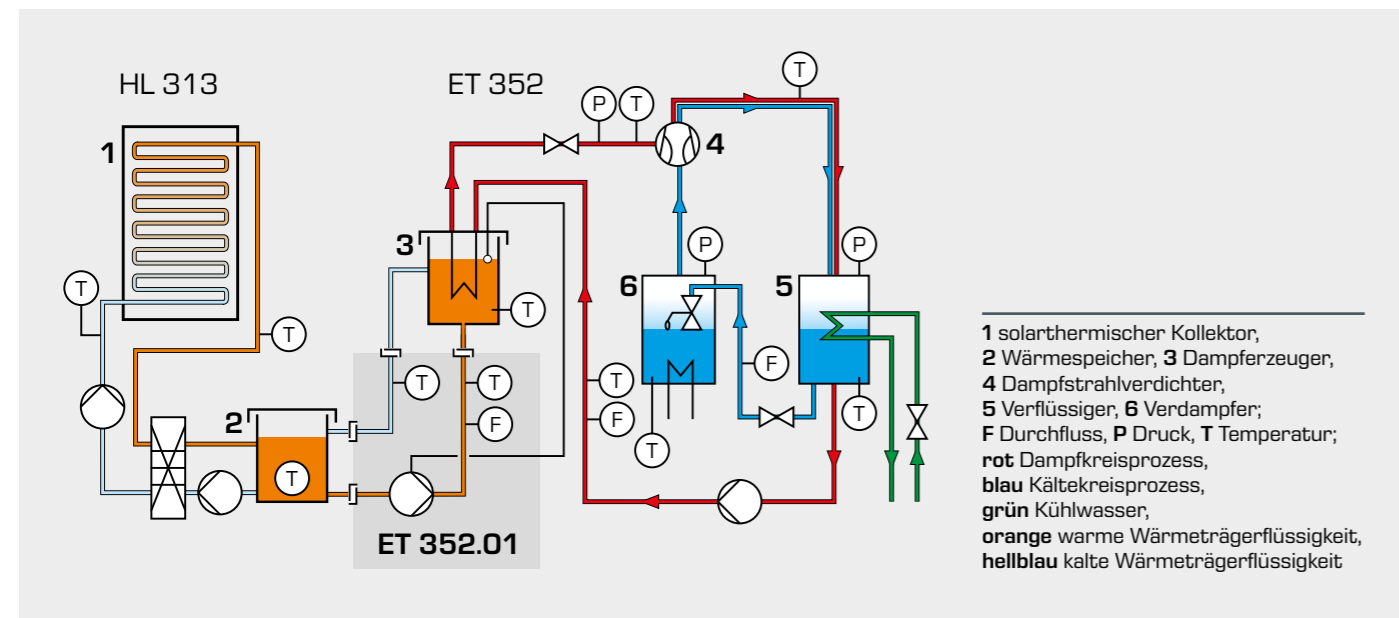 HL 313
ET 352
1
2
3
4
5
6
T
T
T
T
T
F
T
P
T
T
T
F
P
T
F
P
T
ET 352.01
1 solarthermischer Kollektor,
2 Wärmespeicher, 3 Dampferzeuger,
4 Dampfstrahlverdichter,
5 Verflüssiger, 6 Verdampfer;
F Durchfluss, P Druck, T Temperatur;
rot Dampfkreisprozess,
blau Kältekreisprozess,
grün Kühlwasser,
orange warme Wärmeträgerflüssigkeit,
hellblau kalte Wärmeträgerflüssigkeit